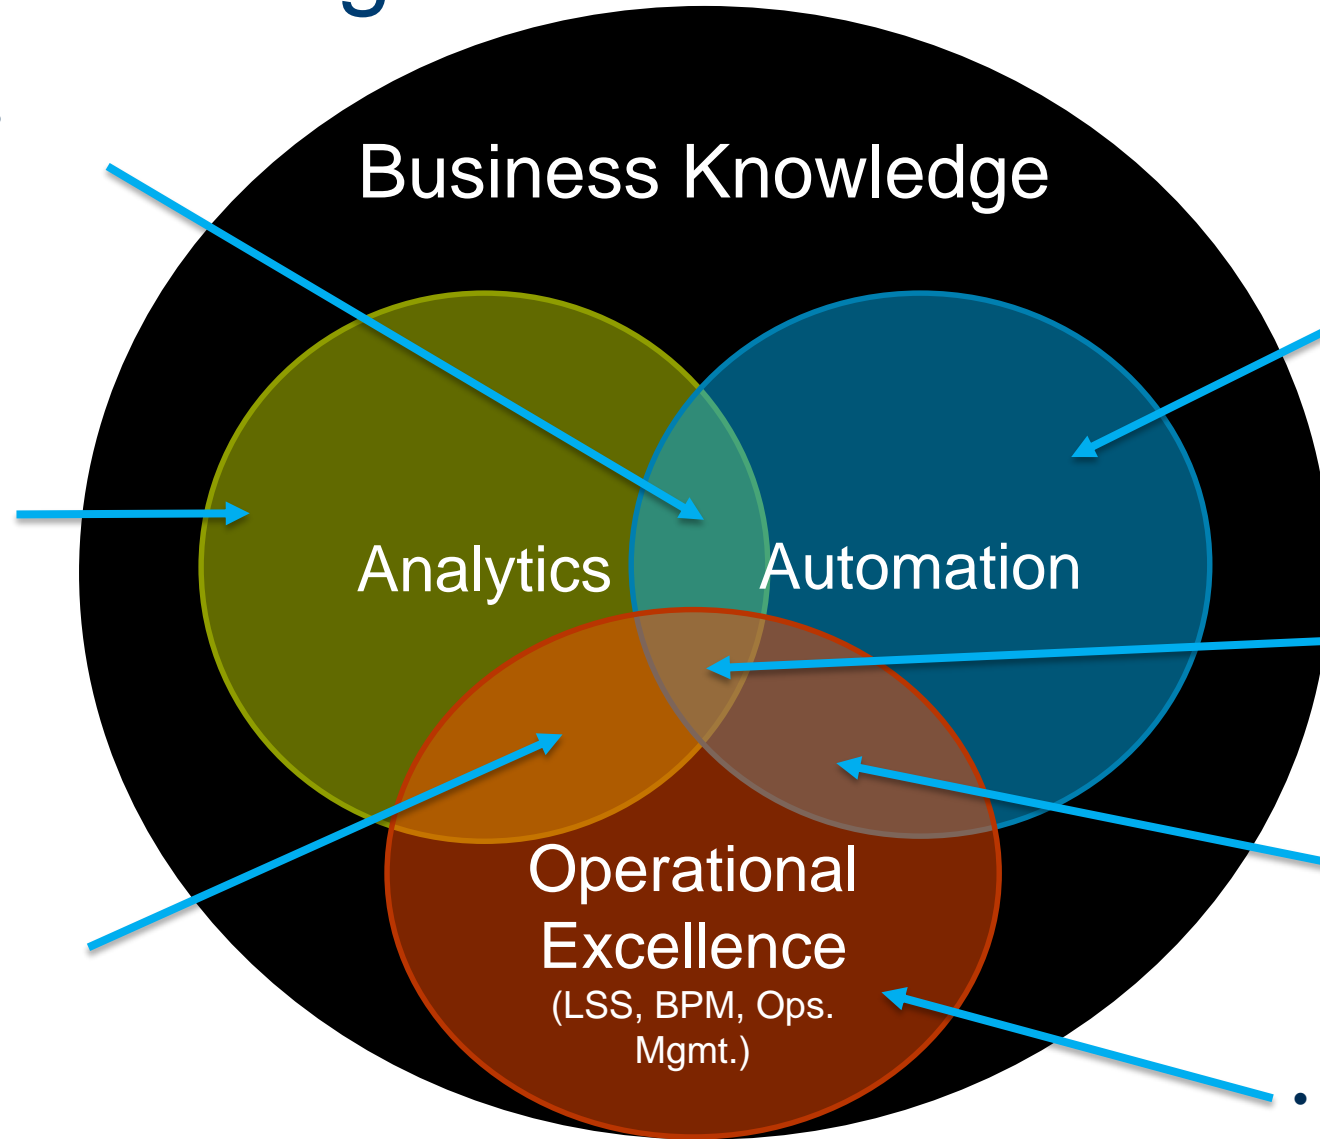 Business Knowledge
Analytics
Automation
Operational
Excellence
(LSS, BPM, Ops.
Mgmt.)